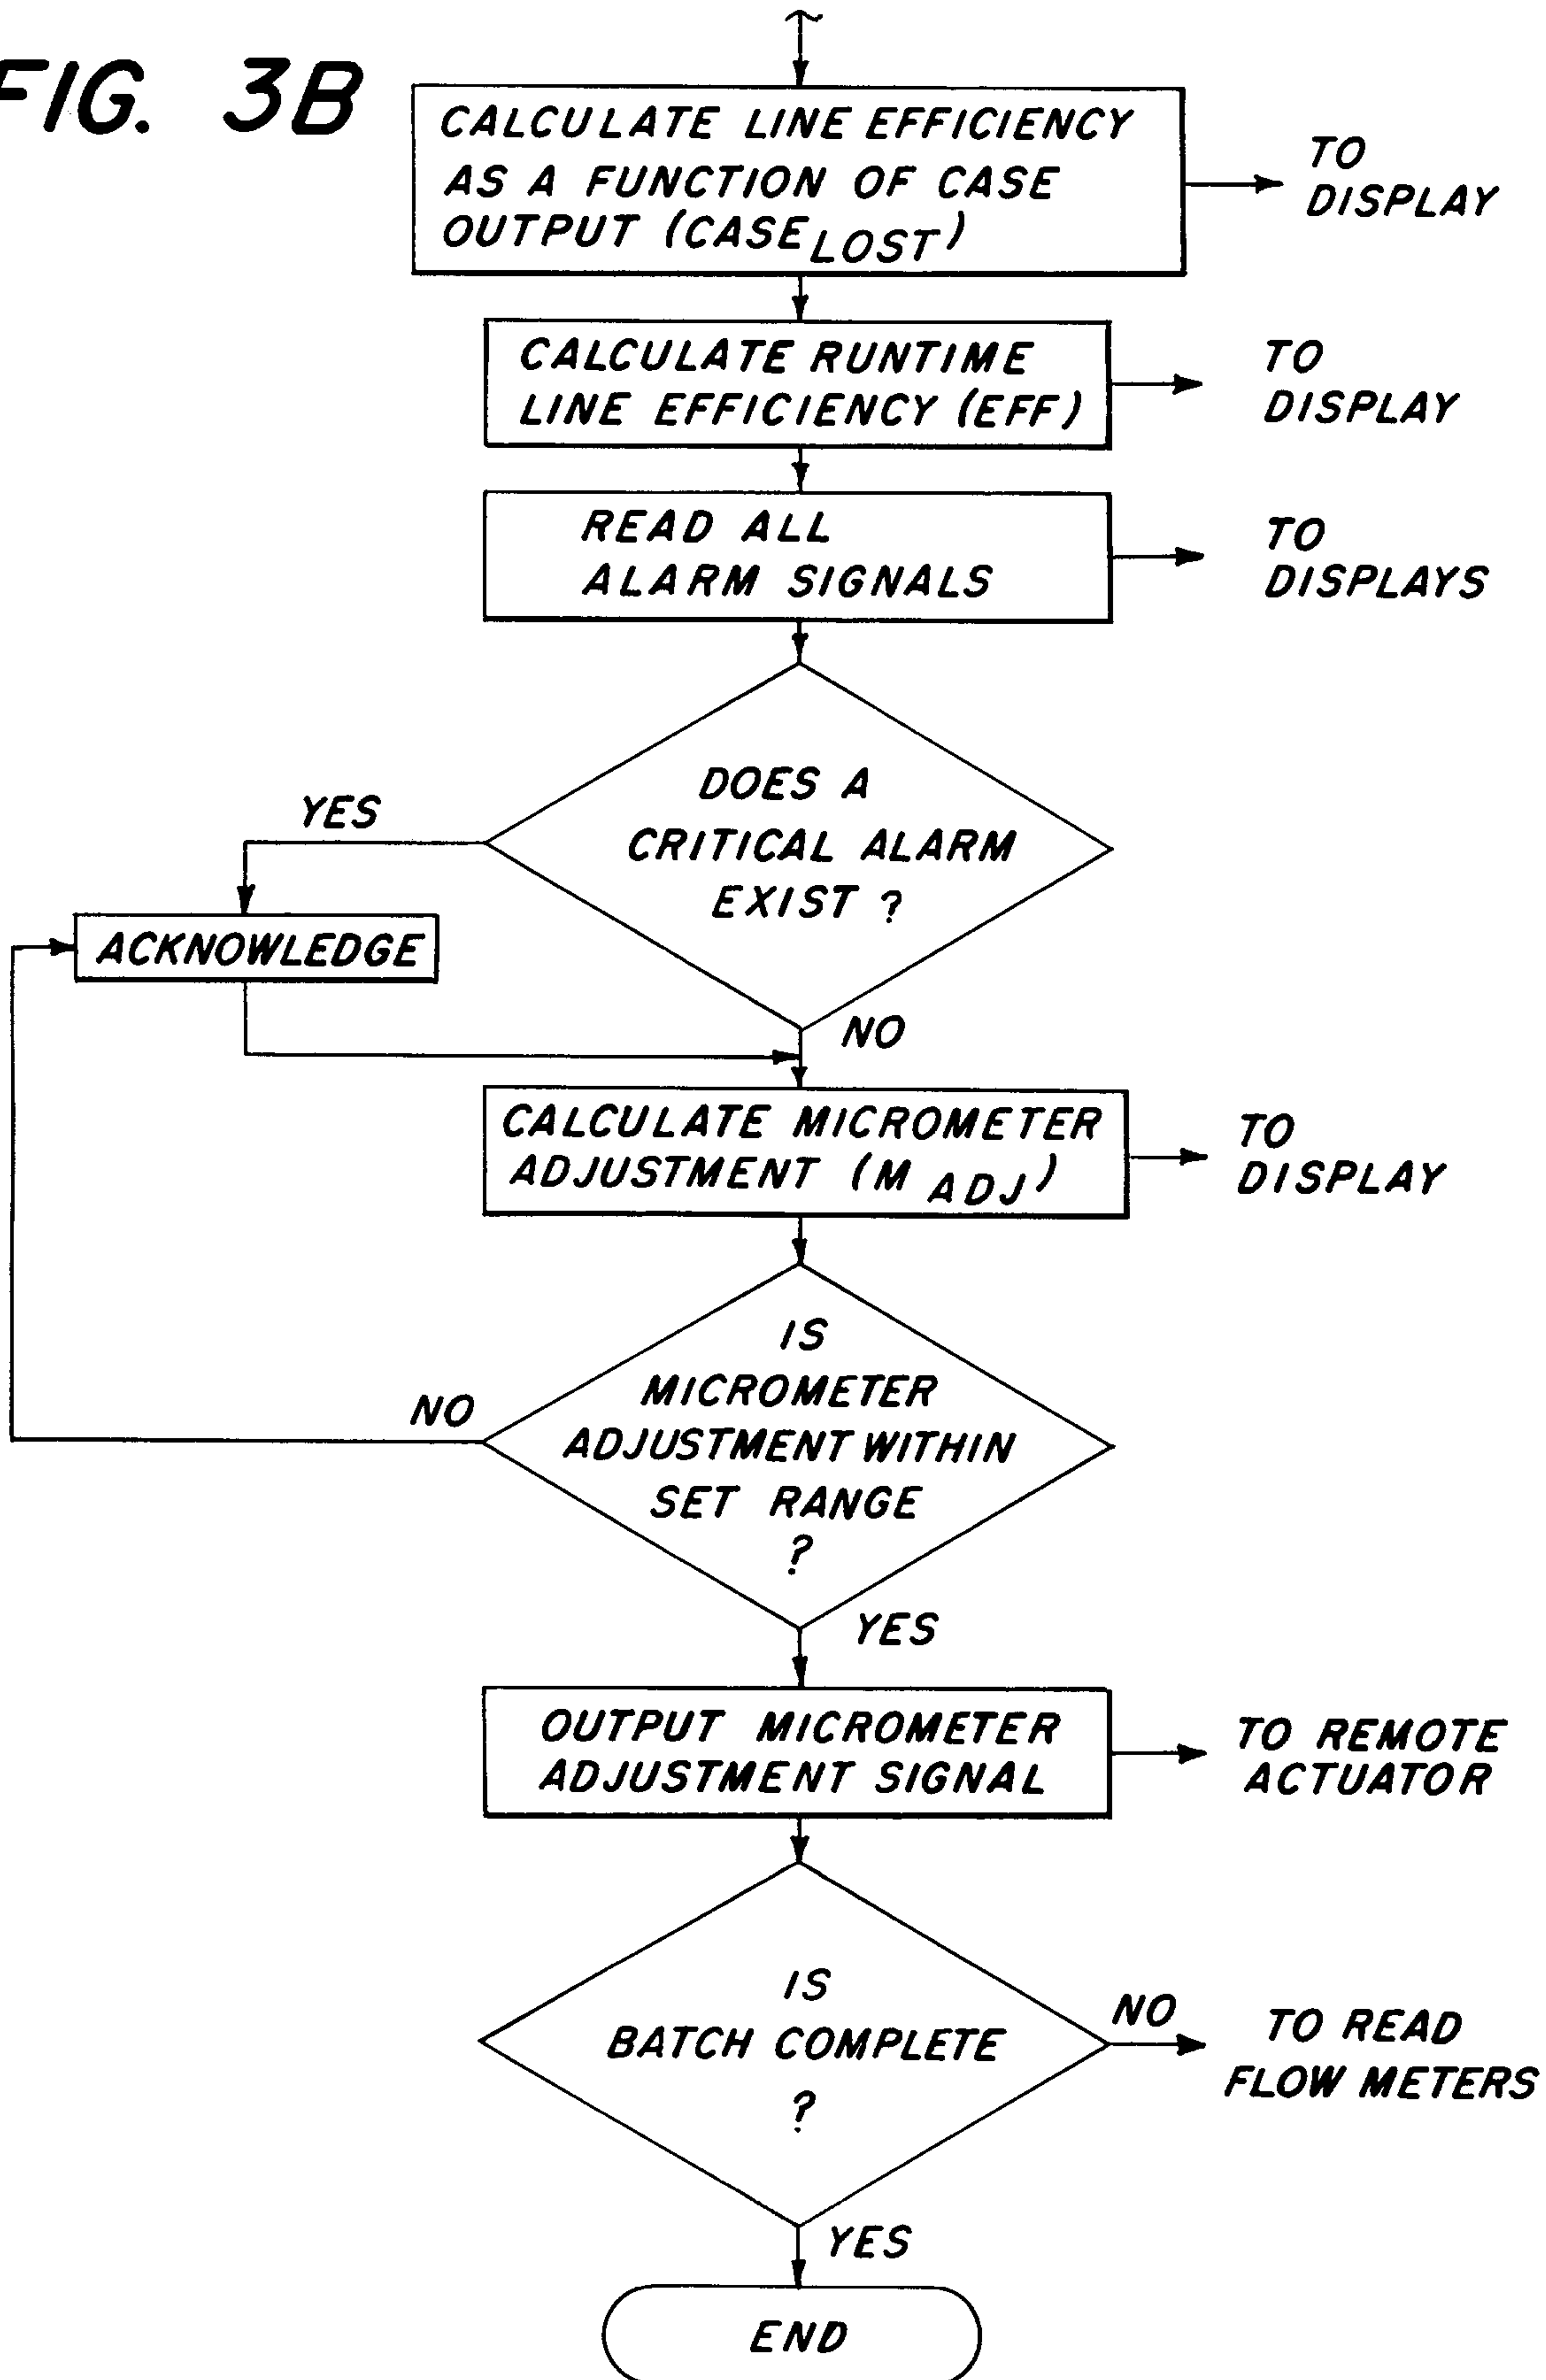 FIG. 3B
CALCULATE LINE EFFICIENCY
AS A FUNCTION OF CASE
OUTPUT (CASE LOST)
TO
DISPLAY
CALCULATE RUNTIME
LINE EFFICIENCY (EFF)
TO
DISPLAY
READ ALL
ALARM SIGNALS
TO
DISPLAYS
DOES A
CRITICAL ALARM
EXIST ?
YES
ACKNOWLEDGE
NO
CALCULATE MICROMETER
ADJUSTMENT (M ADJ)
TO
DISPLAY
IS
MICROMETER
ADJUSTMENT WITHIN
SET RANGE
?
NO
YES
OUTPUT MICROMETER
ADJUSTMENT SIGNAL
TO REMOTE
ACTUATOR
IS
BATCH COMPLETE
?
NO
TO READ
FLOW METERS
YES
END